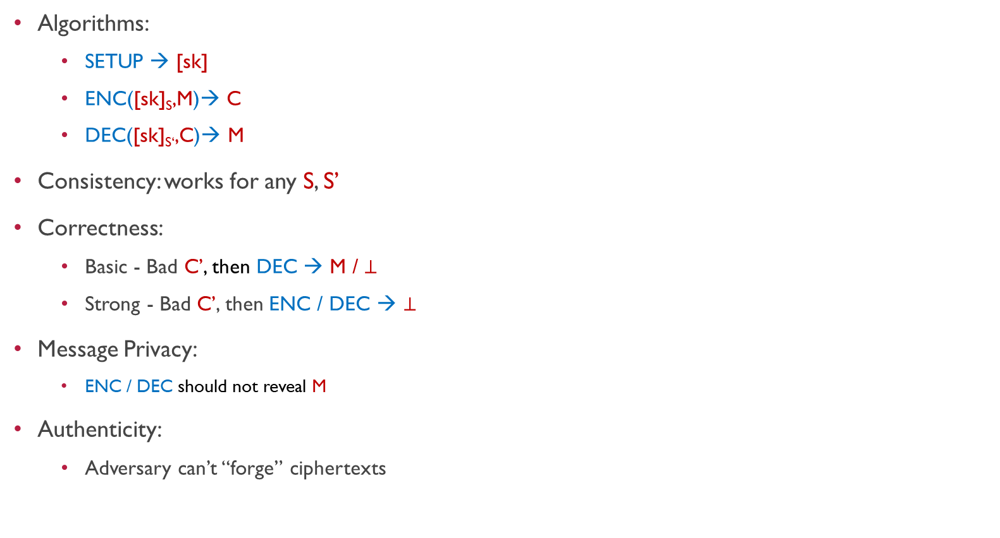 • Algorithms:
• SETUP → [sk]
• ENC([sk]S,M)→ C
• DEC([sk]S‘,C)→ M
• Consistency: works for any S, S’
• Correctness:
• Basic - Bad C’, then DEC → M / ⊥
• Strong - Bad C’, then ENC / DEC → ⊥
• Message Privacy:
• ENC / DEC should not reveal M
• Authenticity:
• Adversary can’t “forge” ciphertexts